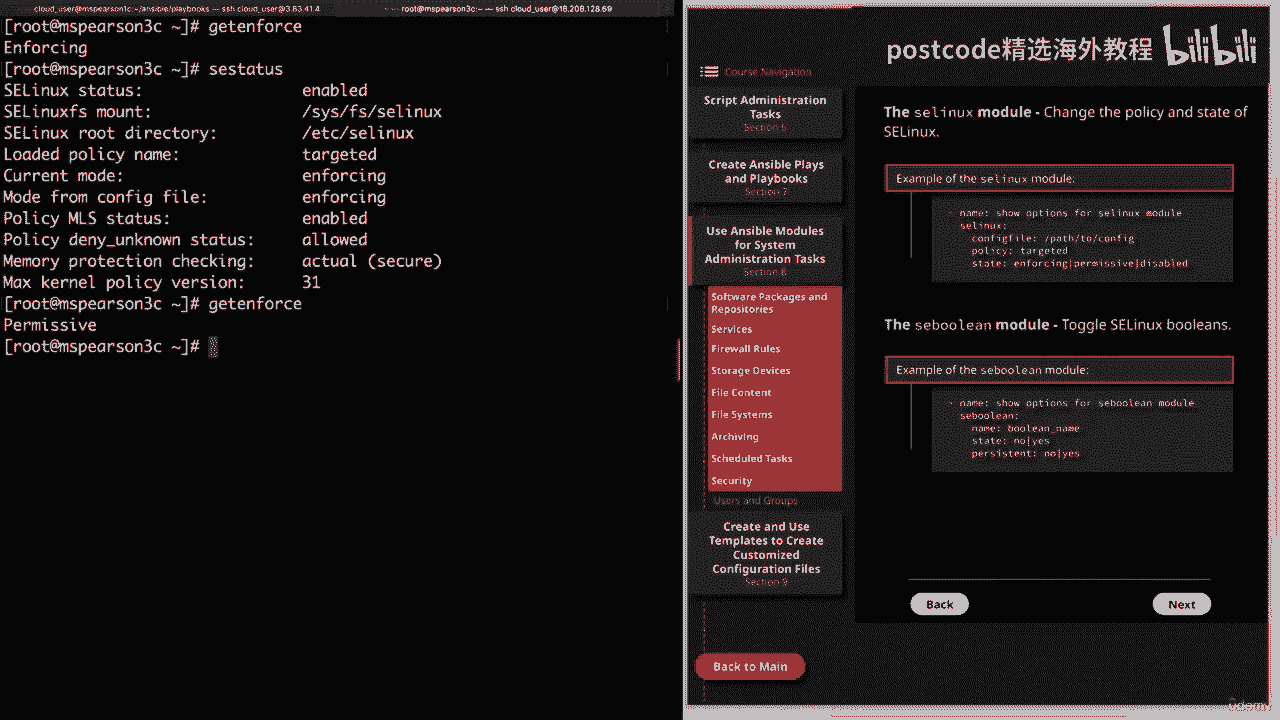 cloud_user@mspearson1c:~/ansible/playbooks — ssh cloud_user@3.83.41.4
root@mspearson3c:~ — ssh cloud_user@18.208.128.69
[root@mspearson3c ~]# getenforce
Enforcing
[root@mspearson3c ~]# sestatus
SELinux status: enabled
SELinuxfs mount: /sys/fs/selinux
SELinux root directory: /etc/selinux
Loaded policy name: targeted
Current mode: enforcing
Mode from config file: enforcing
Policy MLS status: enabled
Policy deny_unknown status: allowed
Memory protection checking: actual (secure)
Max kernel policy version: 31
[root@mspearson3c ~]# getenforce
Permissive
[root@mspearson3c ~]#
postcode精选海外教程 bilibili
Course Navigation
Script Administration
Tasks
Section 6
Create Ansible Plays
and Playbooks
Section 7
Use Ansible Modules
for System
Administration Tasks
Section 8
Software Packages and
Repositories
Services
Firewall Rules
Storage Devices
File Content
File Systems
Archiving
Scheduled Tasks
Security
Users and Groups
Create and Use
Templates to Create
Customized
Configuration Files
Section 9
Back to Main
The selinux module - Change the policy and state of
SELinux.
Example of the selinux module:
- name: show options for selinux module
selinux:
configfile: /path/to/config
policy: targeted
state: enforcing|permissive|disabled
The seboolean module - Toggle SELinux booleans.
Example of the seboolean module:
- name: show options for seboolean module
seboolean:
name: boolean_name
state: no|yes
persistent: no|yes
Back
Next